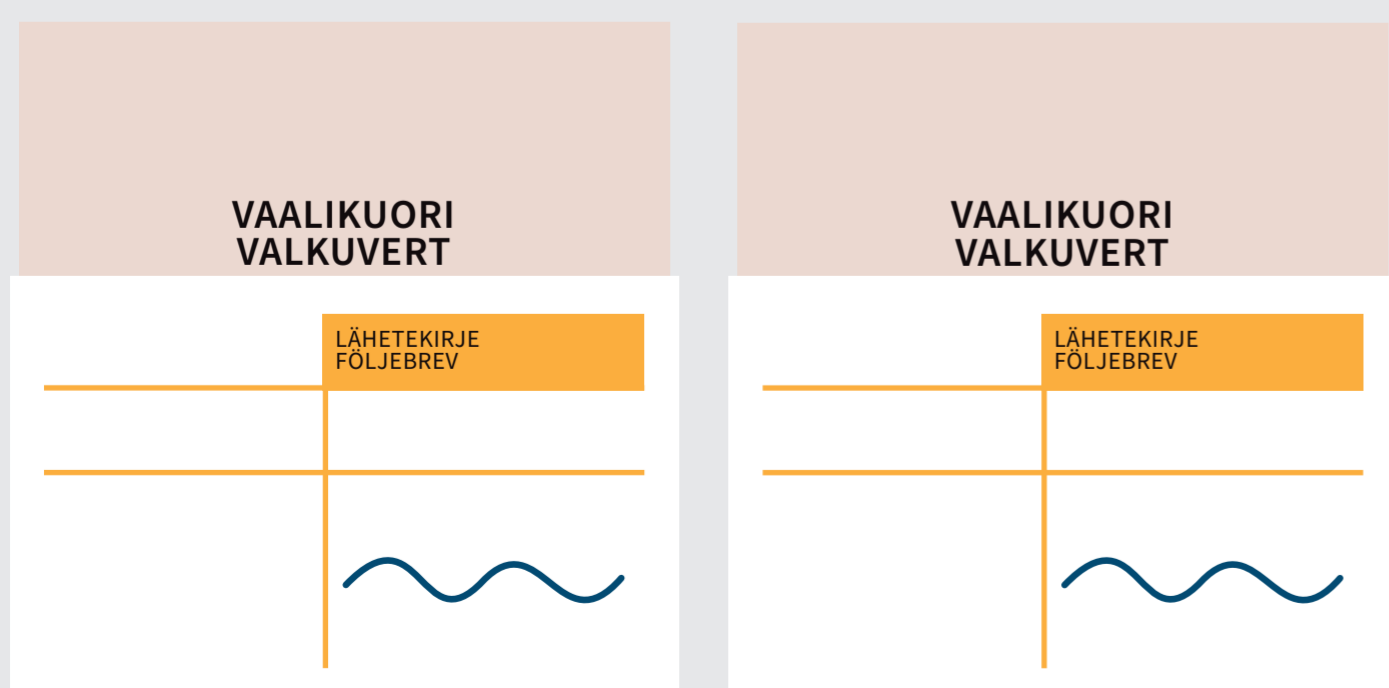 VAALIKUORI
VALKUVERT
LÄHETEKIRJE
FÖLJEBREV
VAALIKUORI
VALKUVERT
LÄHETEKIRJE
FÖLJEBREV